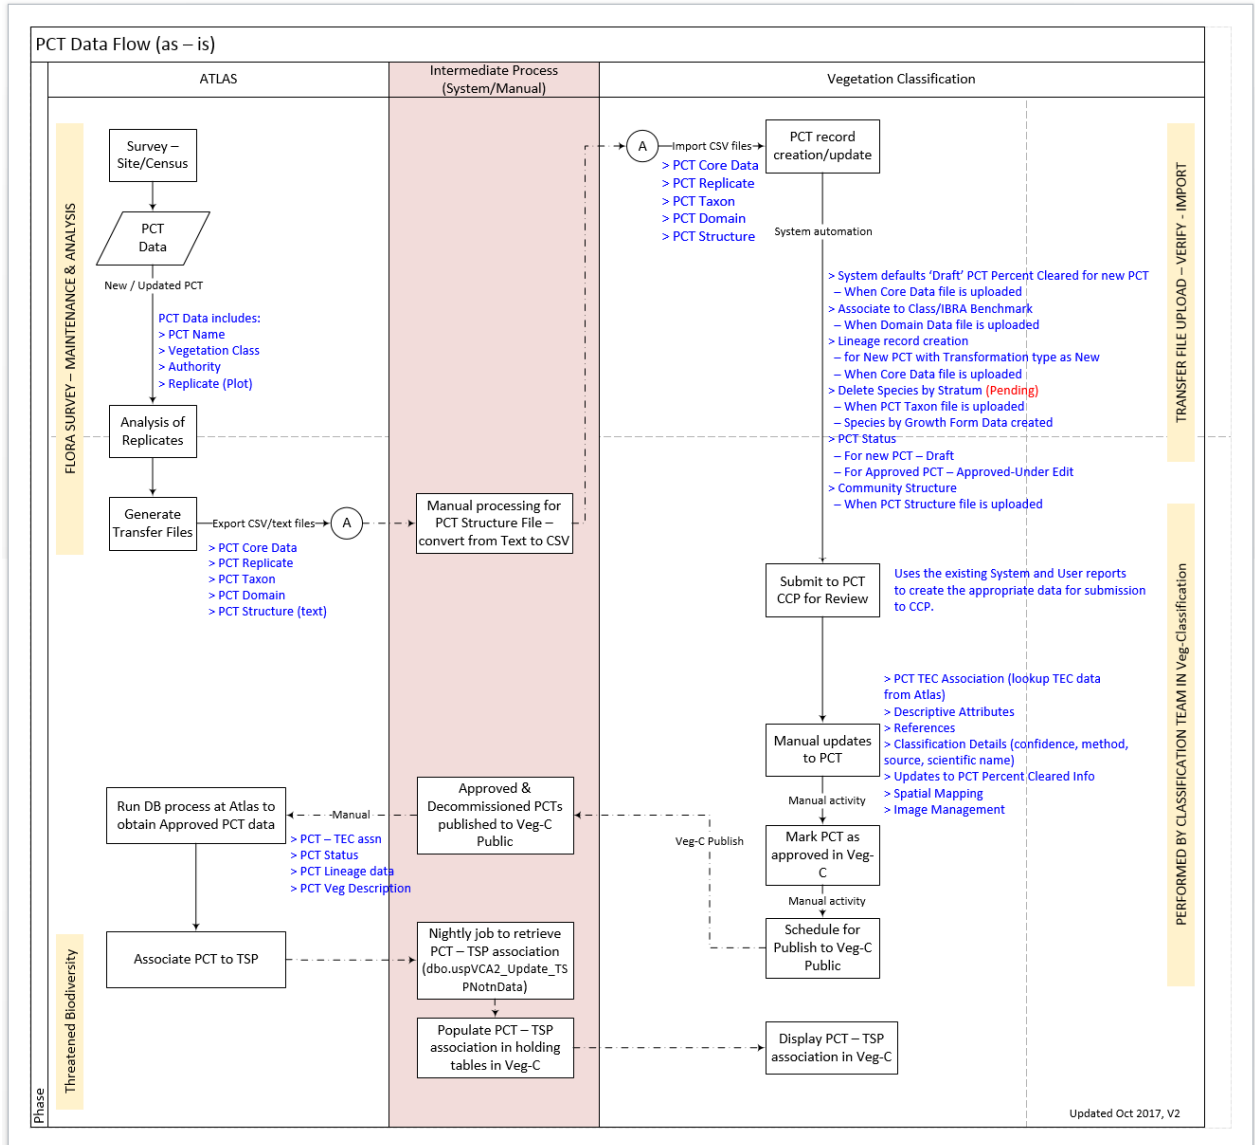 PCT Data Flow (as – is)
ATLAS
Intermediate Process
(System/Manual)
Vegetation Classification
FLORA SURVEY – MAINTENANCE & ANALYSIS
Survey –
Site/Census
PCT
Data
New / Updated PCT
PCT Data includes:
> PCT Name
> Vegetation Class
> Authority
> Replicate (Plot)
Analysis of
Replicates
Generate
Transfer Files
Export CSV/text files
A
> PCT Core Data
> PCT Replicate
> PCT Taxon
> PCT Domain
> PCT Structure (text)
Manual processing for
PCT Structure File –
convert from Text to CSV
A
Import CSV files
> PCT Core Data
> PCT Replicate
> PCT Taxon
> PCT Domain
> PCT Structure
PCT record
creation/update
System automation
> System defaults ‘Draft’ PCT Percent Cleared for new PCT
– When Core Data file is uploaded
> Associate to Class/IBRA Benchmark
– When Domain Data file is uploaded
> Lineage record creation
– for New PCT with Transformation type as New
– When Core Data file is uploaded
> Delete Species by Stratum (Pending)
– When PCT Taxon file is uploaded
– Species by Growth Form Data created
> PCT Status
– For new PCT – Draft
– For Approved PCT – Approved-Under Edit
> Community Structure
– When PCT Structure file is uploaded
TRANSFER FILE UPLOAD – VERIFY - IMPORT
Submit to PCT
CCP for Review
Uses the existing System and User reports
to create the appropriate data for submission
to CCP.
> PCT TEC Association (lookup TEC data
from Atlas)
> Descriptive Attributes
> References
> Classification Details (confidence, method,
source, scientific name)
> Updates to PCT Percent Cleared Info
> Spatial Mapping
> Image Management
Manual updates
to PCT
Manual activity
Mark PCT as
approved in Veg-
C
Manual activity
Schedule for
Publish to Veg-C
Public
PERFORMED BY CLASSIFICATION TEAM IN Veg-Classification
Veg-C Publish
Approved &
Decommissioned PCTs
published to Veg-C
Public
Manual
> PCT – TEC assn
> PCT Status
> PCT Lineage data
> PCT Veg Description
Run DB process at Atlas to
obtain Approved PCT data
Threatened Biodiversity
Associate PCT to TSP
Nightly job to retrieve
PCT – TSP association
(dbo.uspVCA2_Update_TS
PNotnData)
Populate PCT – TSP
association in holding
tables in Veg-C
Display PCT – TSP
association in Veg-C
Phase
Updated Oct 2017, V2